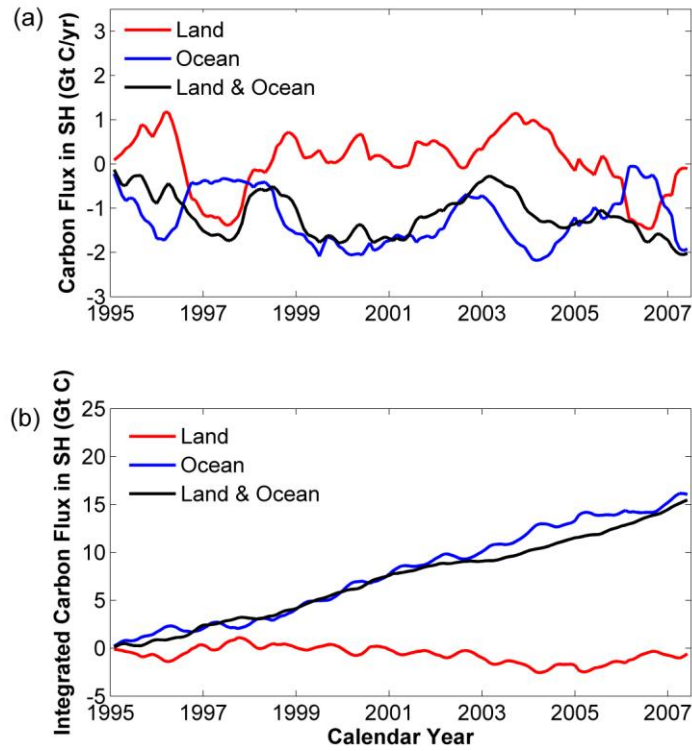 (a)
Carbon Flux in SH (Gt C/yr)
3
2
1
0
-1
-2
-3
Land
Ocean
Land & Ocean
1995 1997 1999 2001 2003 2005 2007
(b)
Integrated Carbon Flux in SH (Gt C)
25
20
15
10
5
0
-5
Land
Ocean
Land & Ocean
1995 1997 1999 2001 2003 2005 2007
Calendar Year